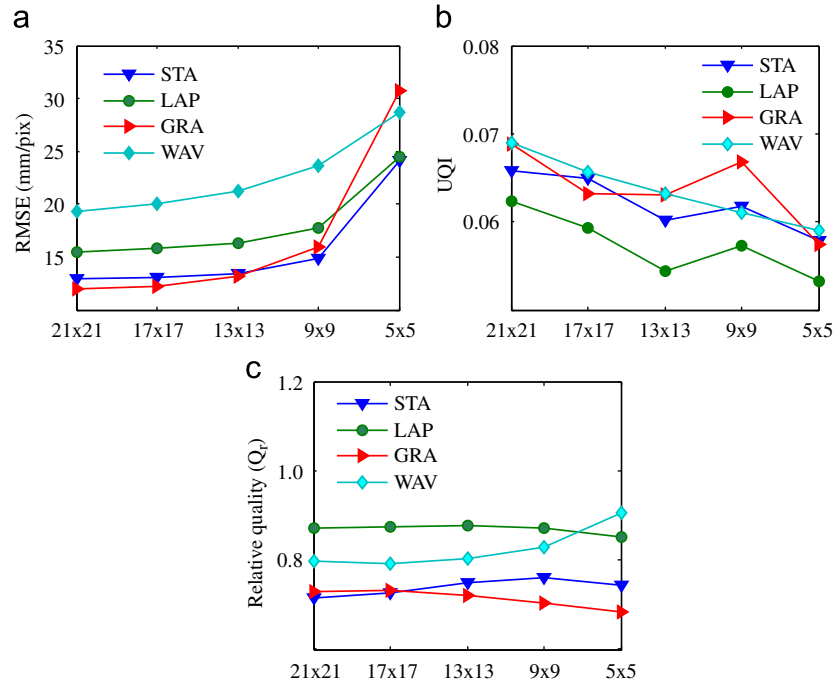 a
RMSE (mm/pix)
35
30
25
20
15
STA
LAP
GRA
WAV
21x21 17x17 13x13 9x9 5x5
b
UQI
0.08
0.07
0.06
STA
LAP
GRA
WAV
21x21 17x17 13x13 9x9 5x5
c
Relative quality (Qr)
1.2
1.0
0.8
STA
LAP
GRA
WAV
21x21 17x17 13x13 9x9 5x5